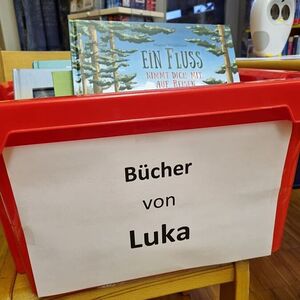 EIN FLUSS
NIMMT DICH MIT
AUF REISEN
Bücher
von
Luka